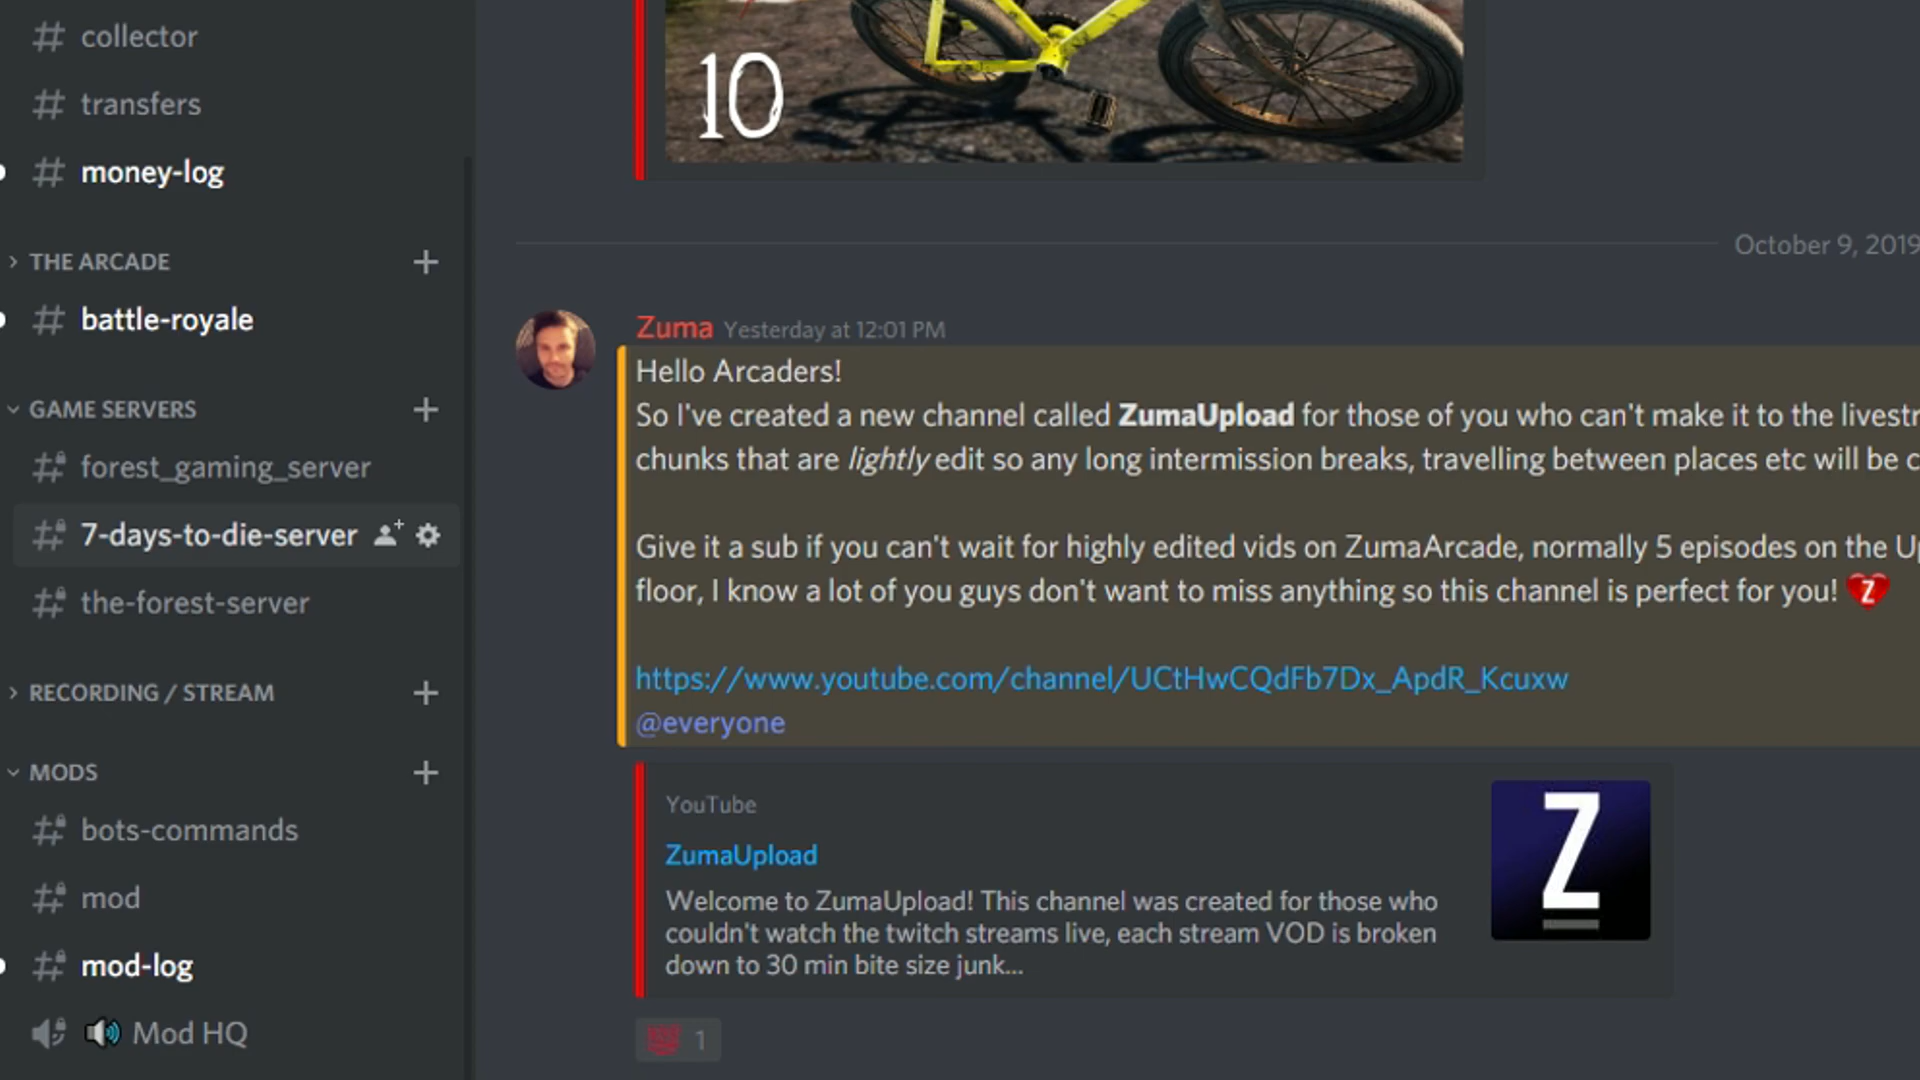 collector
transfers
money-log
THE ARCADE
battle-royale
GAME SERVERS
forest_gaming_server
7-days-to-die-server
the-forest-server
RECORDING / STREAM
MODS
bots-commands
mod
mod-log
Mod HQ
10
October 9, 2019
Zuma Yesterday at 12:01 PM
Hello Arcaders!
So I've created a new channel called ZumaUpload for those of you who can't make it to the
chunks that are lightly edit so any long intermission breaks, travelling between places etc will be
Give it a sub if you can't wait for highly edited vids on ZumaArcade, normally 5 episodes on the
floor, I know a lot of you guys don't want to miss anything so this channel is perfect for you! Z
https://www.youtube.com/channel/UCtHwCQdFb7Dx_ApdR_Kcuxw
@everyone
YouTube
ZumaUpload
Welcome to ZumaUpload! This channel was created for those who
couldn't watch the twitch streams live, each stream VOD is broken
down to 30 min bite size junk...
Z
1